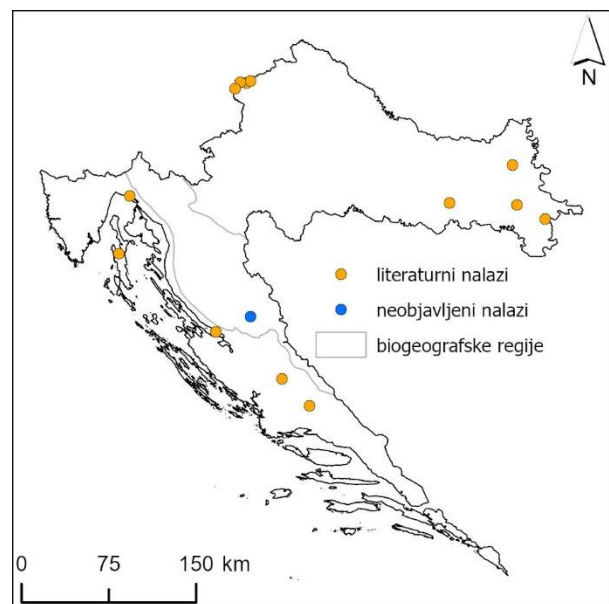 N
literaturni nalazi
neobjavljeni nalazi
biogeografske regije
0 75 150 km